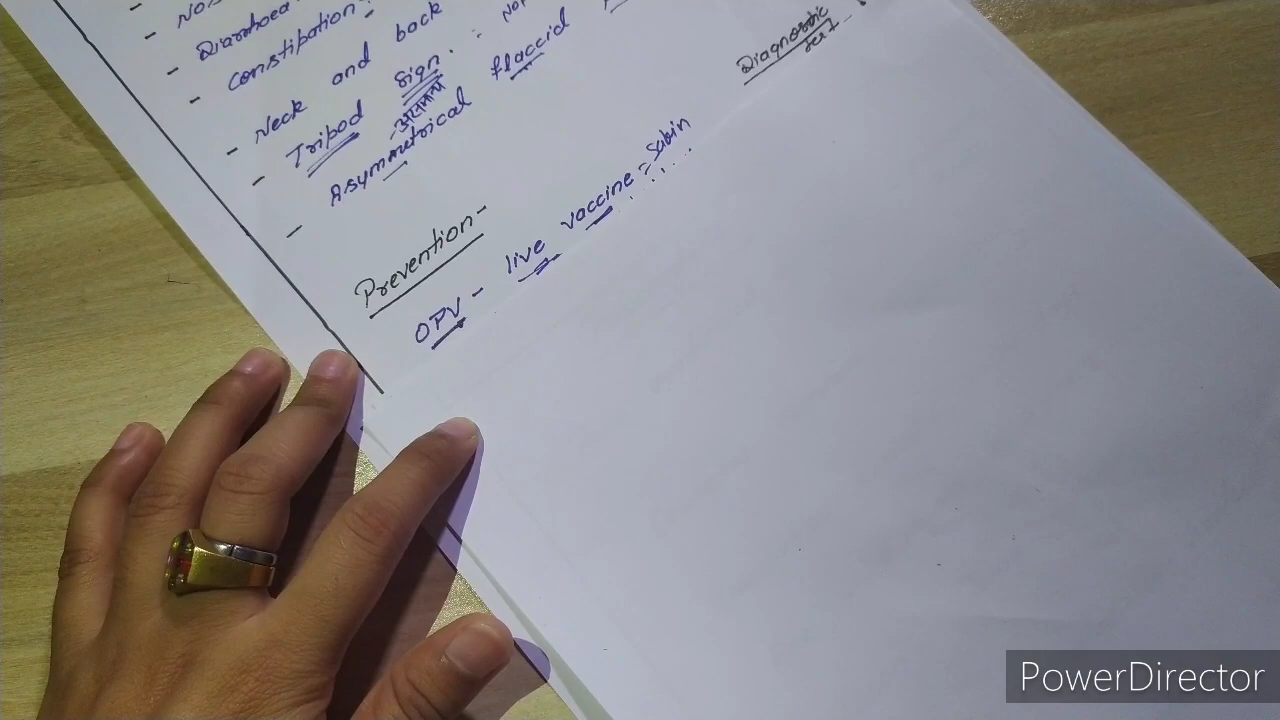 - Diarrhoea
- constipation
- Neck and back
- Tripod sign :
Asymmetrical flaccid
Diagnostic
test
Prevention-
OPV - live vaccine = Sabin
PowerDirector